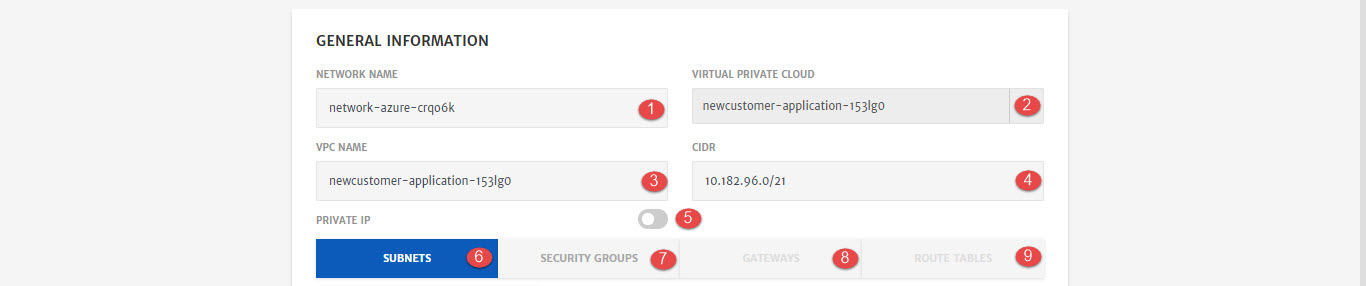 GENERAL INFORMATION
NETWORK NAME VIRTUAL PRIVATE CLOUD
network-azure-crqo6k 1 newcustomer-application-153lg0 2
VPC NAME CIDR
newcustomer-application-153lg0 3 10.182.96.0/21 4
PRIVATE IP 5
SUBNETS 6 SECURITY GROUPS 7 GATEWAYS 8 ROUTE TABLES 9